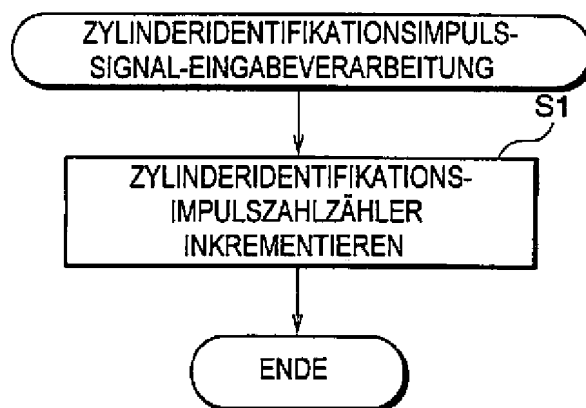 ZYLINDERIDENTIFIKATIONSIMPULS-
SIGNAL-EINGABEVERARBEITUNG
S1
ZYLINDERIDENTIFIKATIONS-
IMPULSZAHLZÄHLER
INKREMENTIEREN
ENDE